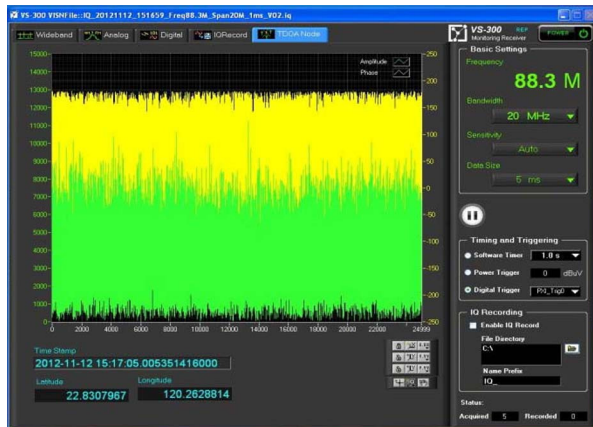 VS-300 VISNFile::IQ_20121112_151659_Freq88.3M_Span20M_1ms_V02.iq
Wideband Analog Digital IQRecord TDOA Node
VS-300 REF
Monitoring Receiver
POWER
Amplitude
Phase
15000
14000
13000
12000
11000
10000
9000
8000
7000
6000
5000
4000
3000
2000
1000
0
250
200
150
100
50
0
-50
-100
-150
-200
-250
0 2000 4000 6000 8000 10000 12000 14000 16000 18000 20000 22000 24999
Time Stamp
2012-11-12 15:17:05.005351416000
Latitude Longitude
22.8307967 120.2628814
Basic Settings
Frequency
88.3 M
Bandwidth
20 MHz
Sensitivity
Auto
Data Size
5 ms
Timing and Triggering
Software Timer 1.0 s
Power Trigger 0 dBuV
Digital Trigger PXI_Trig0
IQ Recording
Enable IQ Record
File Directory
C:\
Name Prefix
IQ_
Status:
Acquired 5 Recorded 0